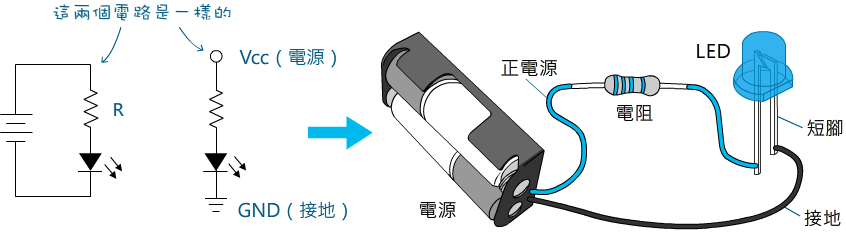 這兩個電路是一樣的
Vcc（電源）
R
GND（接地）
正電源
電阻
LED
短腳
電源
接地